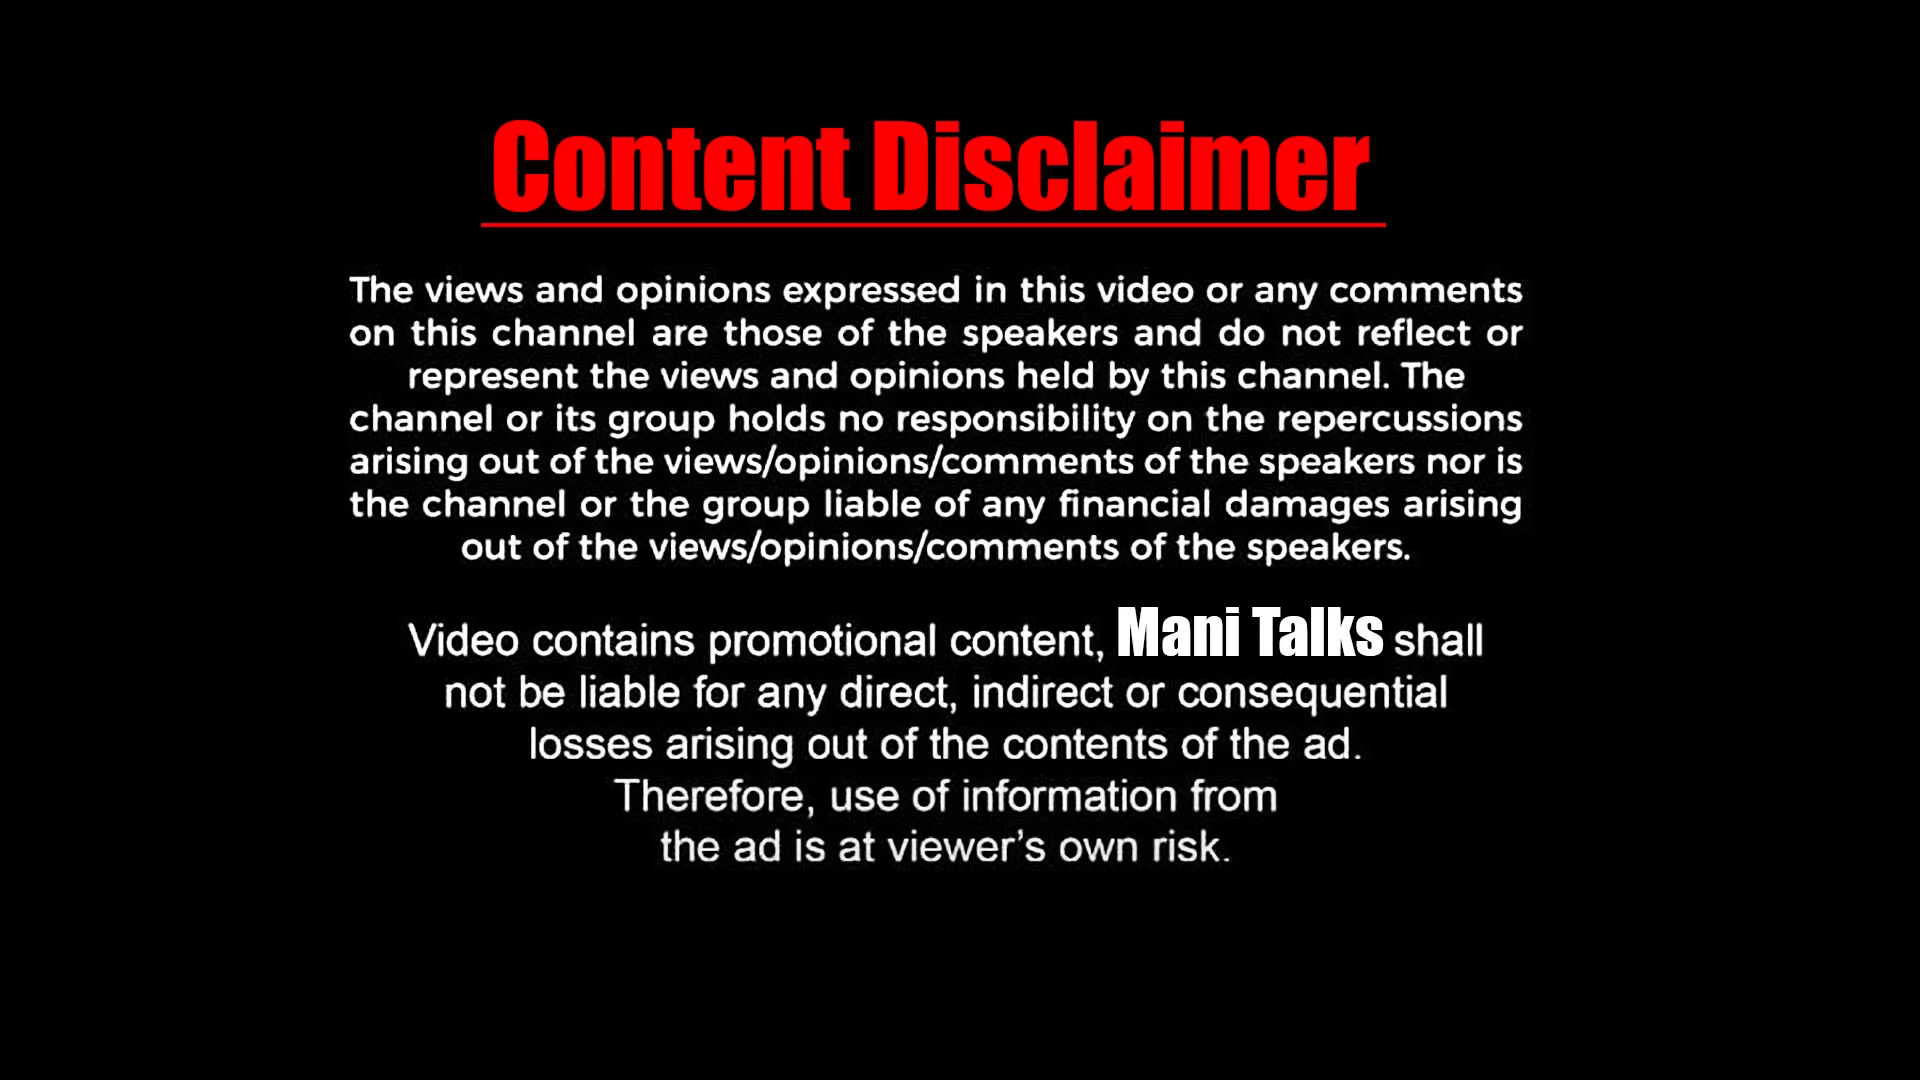 Content Disclaimer
The views and opinions expressed in this video or any comments
on this channel are those of the speakers and do not reflect or
represent the views and opinions held by this channel. The
channel or its group holds no responsibility on the repercussions
arising out of the views/opinions/comments of the speakers nor is
the channel or the group liable of any financial damages arising
out of the views/opinions/comments of the speakers.
Video contains promotional content, Mani Talks shall
not be liable for any direct, indirect or consequential
losses arising out of the contents of the ad.
Therefore, use of information from
the ad is at viewer’s own risk.